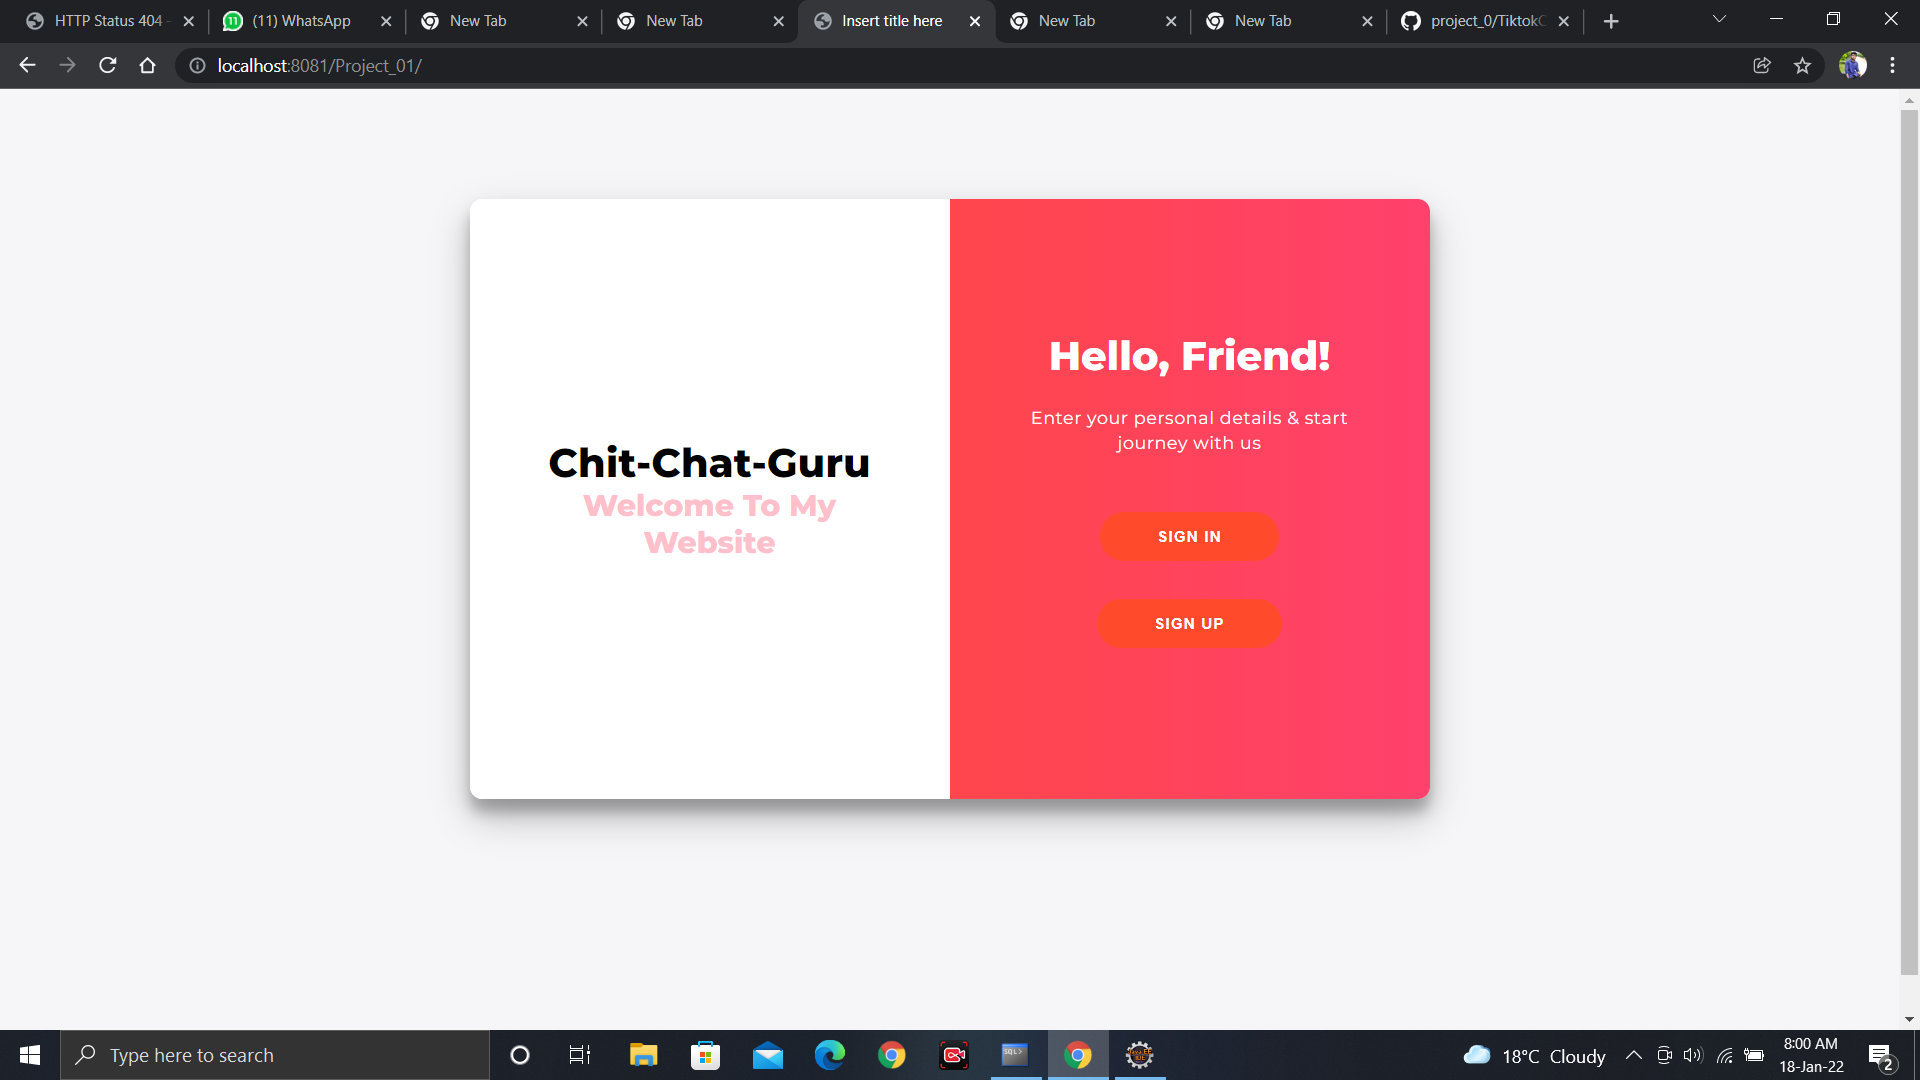 HTTP Status 404 -
11 (11) WhatsApp
New Tab
New Tab
Insert title here
New Tab
New Tab
project_0/TiktokC
localhost:8081/Project_01/
Chit-Chat-Guru
Welcome To My
Website
Hello, Friend!
Enter your personal details & start
journey with us
SIGN IN
SIGN UP
Type here to search
SQL>
18°C Cloudy
8:00 AM
18-Jan-22
2